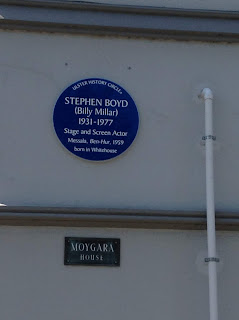 ULSTER HISTORY CIRCLE
STEPHEN BOYD
(Billy Millar)
1931-1977
Stage and Screen Actor
Messala, Ben-Hur, 1959
born in Whitehouse
MOYGARA
HOUSE